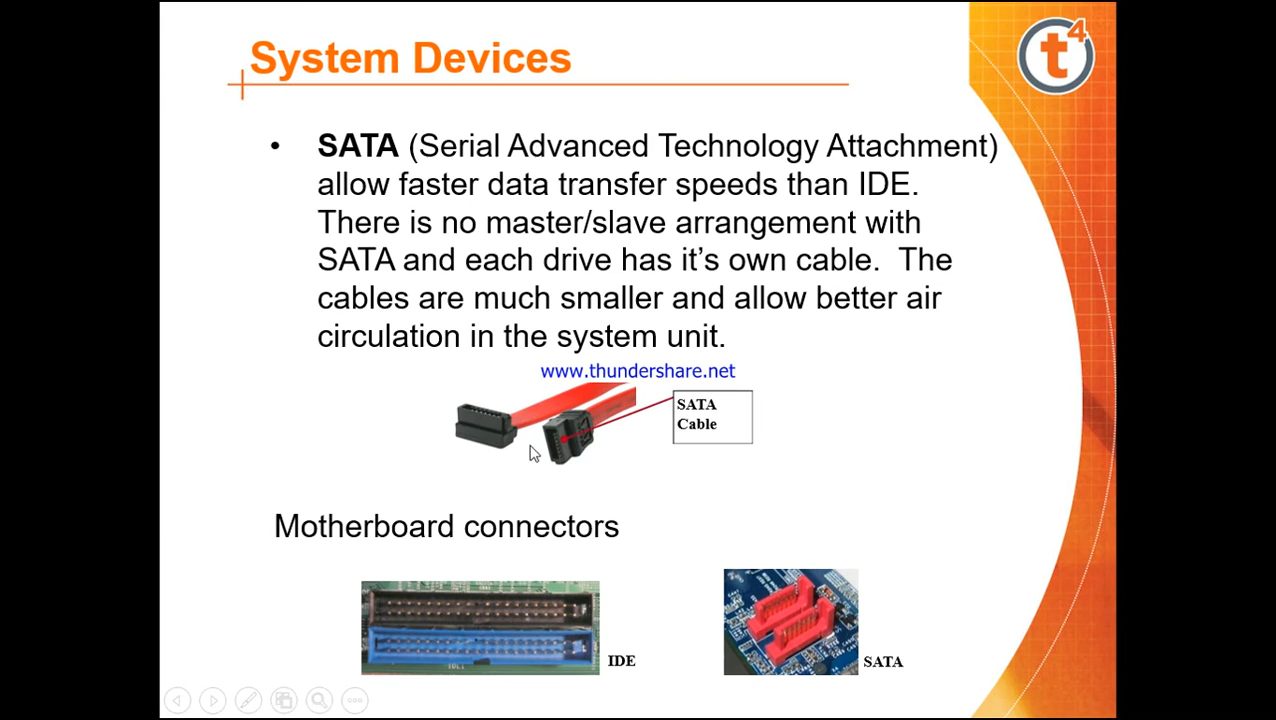 System Devices
t4
• SATA (Serial Advanced Technology Attachment)
allow faster data transfer speeds than IDE.
There is no master/slave arrangement with
SATA and each drive has it’s own cable.  The
cables are much smaller and allow better air
circulation in the system unit.
www.thundershare.net
SATA
Cable
Motherboard connectors
IDE
SATA